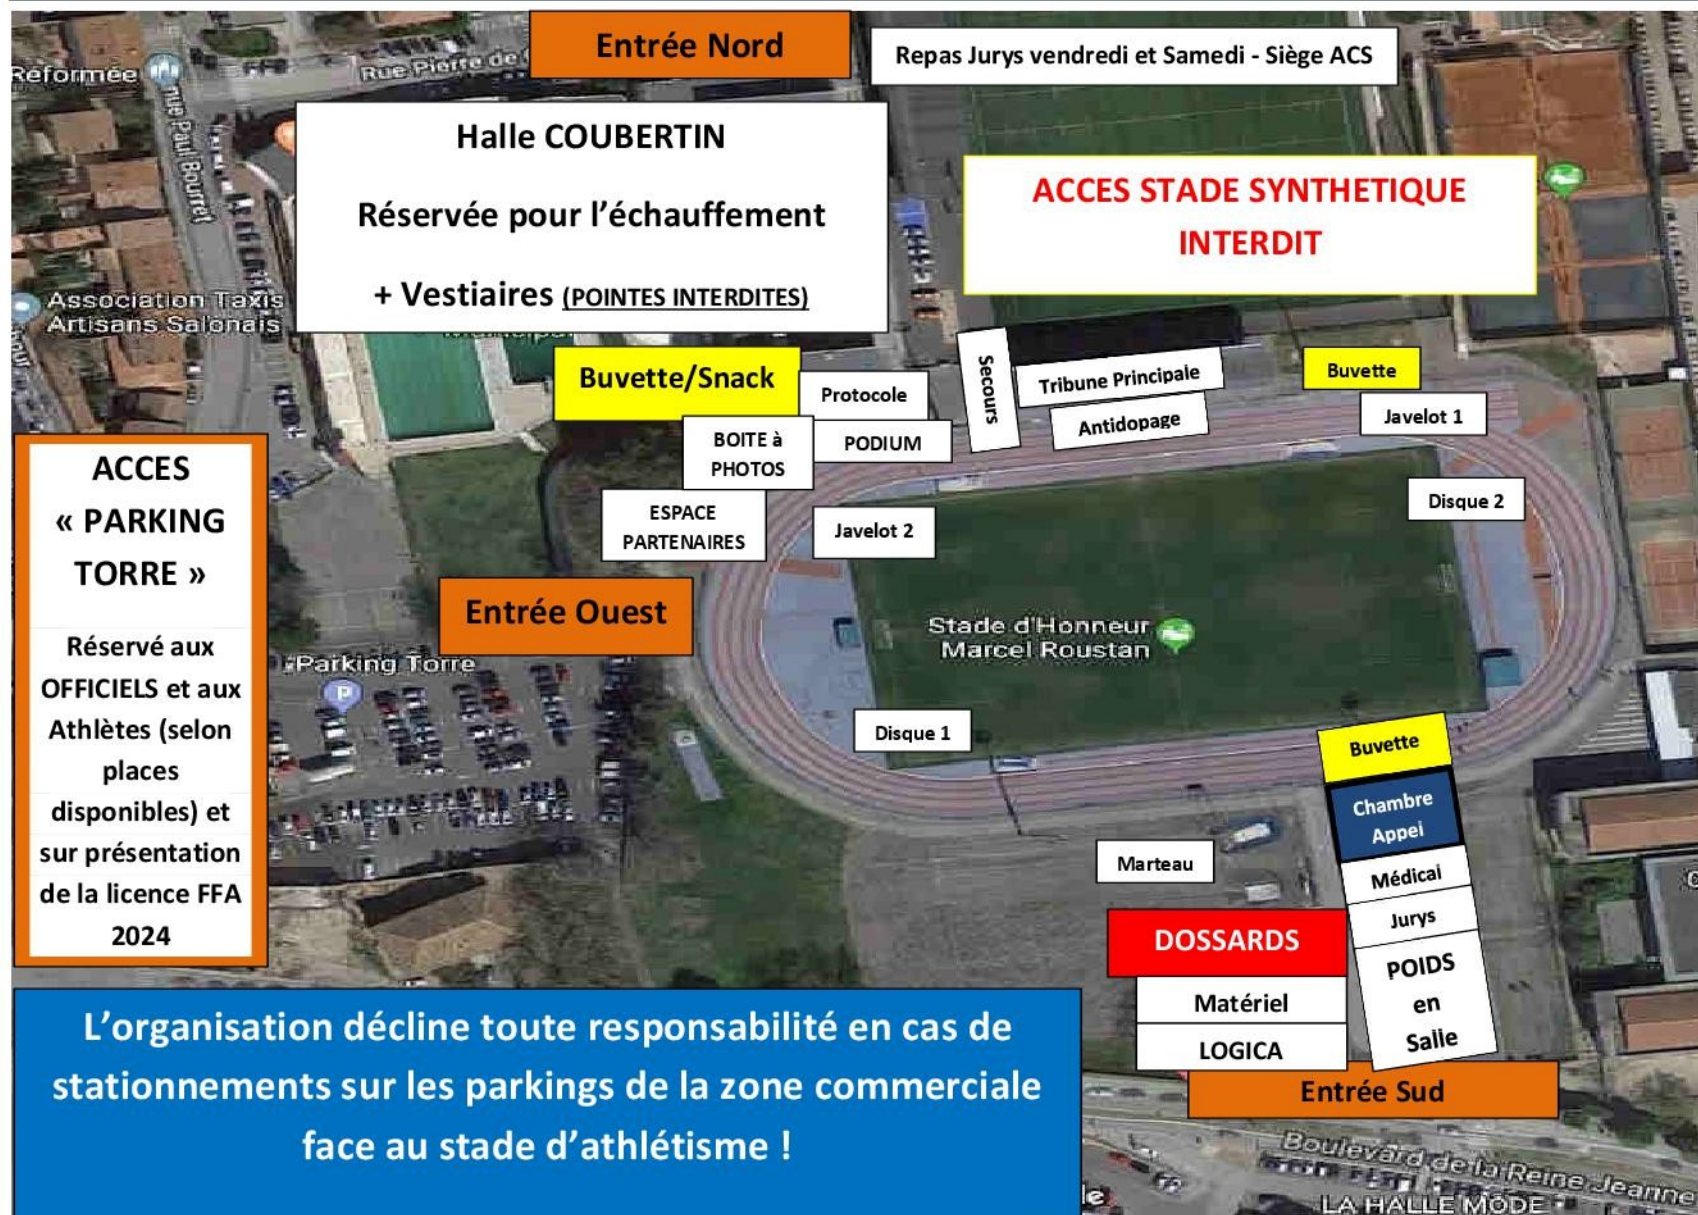 Entrée Nord
Repas Jurys vendredi et Samedi - Siège ACS
Réformée
Rue Pierre de
Halle COUBERTIN
Réservée pour l’échauffement
+ Vestiaires (POINTES INTERDITES)
ACCES STADE SYNTHETIQUE
INTERDIT
Paul Bourret
Association Taxis
Artisans Salonais
Buvette/Snack
Protocole
Secours
Tribune Principale
Antidopage
Buvette
Javelot 1
BOITE à
PHOTOS
PODIUM
Disque 2
ESPACE
PARTENAIRES
Javelot 2
ACCES
« PARKING
TORRE »
Réservé aux
OFFICIELS et aux
Athlètes (selon
places
disponibles) et
sur présentation
de la licence FFA
2024
Entrée Ouest
Parking Torre
P
Stade d'Honneur
Marcel Roustan
Disque 1
Buvette
Chambre
Appel
Marteau
Médical
Jurys
DOSSARDS
Matériel
LOGICA
POIDS
en
Salle
Entrée Sud
L’organisation décline toute responsabilité en cas de
stationnements sur les parkings de la zone commerciale
face au stade d’athlétisme !
Boulevard de la Reine Jeanne
LA HALLE MODE